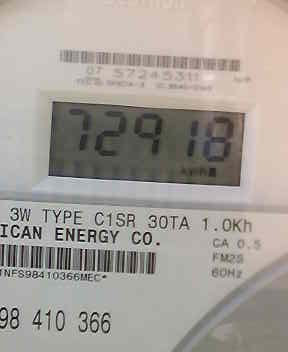 07 57245311
72918
3W TYPE C1SR 30TA 1.0Kh
ICAN ENERGY CO.
CA 0.5
FM2S
60Hz
1NFS98410366MEC*
98 410 366